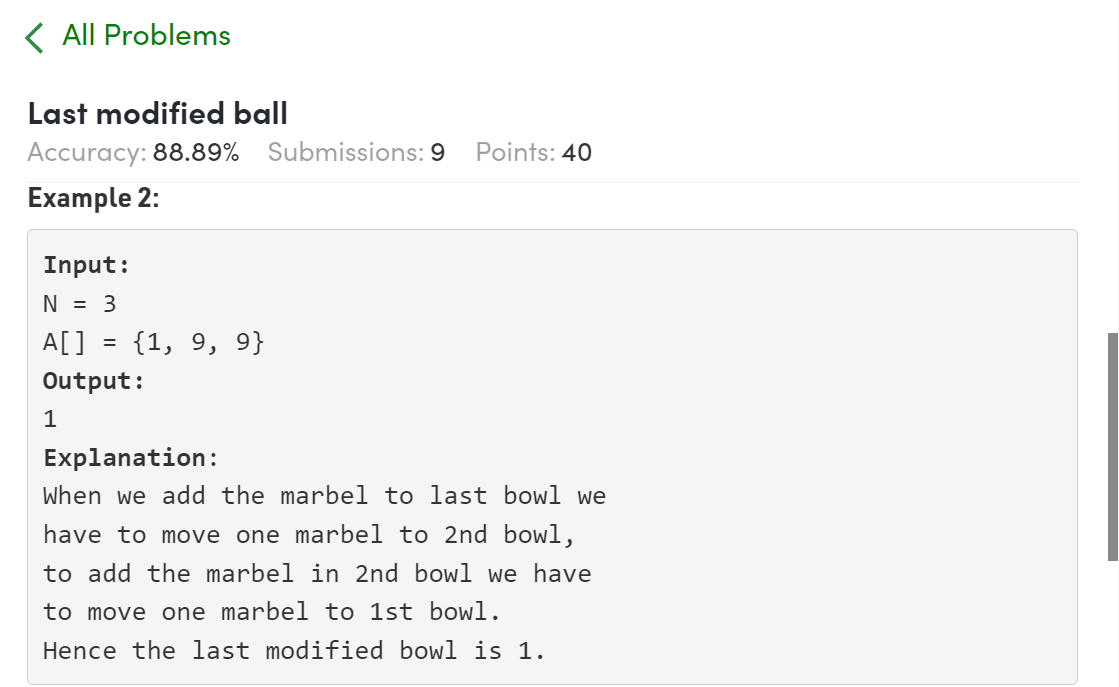 All Problems
Last modified ball
Accuracy: 88.89% Submissions: 9 Points: 40
Example 2:
Input:
N = 3
A[] = {1, 9, 9}
Output:
1
Explanation:
When we add the marbel to last bowl we
have to move one marbel to 2nd bowl,
to add the marbel in 2nd bowl we have
to move one marbel to 1st bowl.
Hence the last modified bowl is 1.